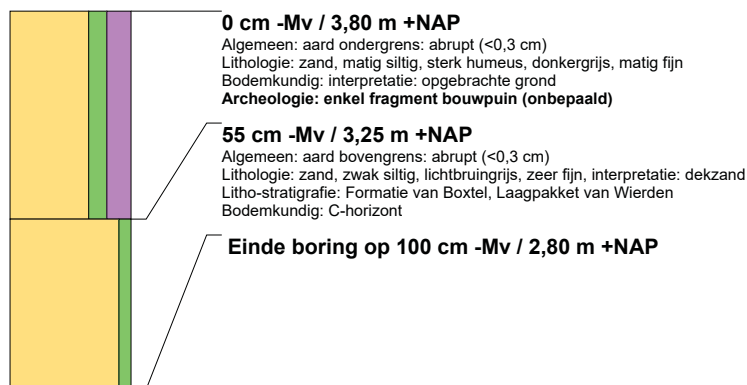 0 cm -Mv / 3,80 m +NAP
Algemeen: aard ondergrens: abrupt (<0,3 cm)
Lithologie: zand, matig siltig, sterk humeus, donkergrijs, matig fijn
Bodemkundig: interpretatie: opgebrachte grond
Archeologie: enkel fragment bouwpuin (onbepaald)
55 cm -Mv / 3,25 m +NAP
Algemeen: aard bovengrens: abrupt (<0,3 cm)
Lithologie: zand, zwak siltig, lichtbruingrijs, zeer fijn, interpretatie: dekzand
Litho-stratigrafie: Formatie van Boxtel, Laagpakket van Wierden
Bodemkundig: C-horizont
Einde boring op 100 cm -Mv / 2,80 m +NAP